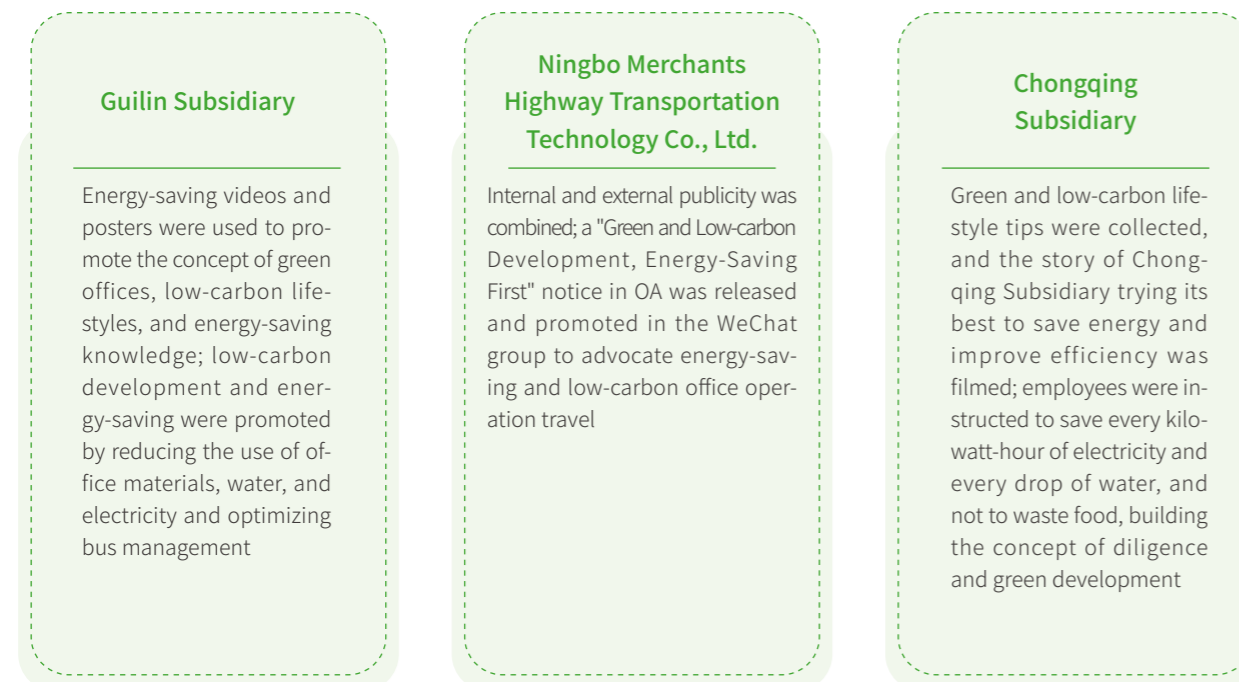 Guilin Subsidiary
Energy-saving videos and
posters were used to pro-
mote the concept of green
offices, low-carbon life-
styles, and energy-saving
knowledge; low-carbon
development and ener-
gy-saving were promoted
by reducing the use of of-
fice materials, water, and
electricity and optimizing
bus management
Ningbo Merchants
Highway Transportation
Technology Co., Ltd.
Internal and external publicity was
combined; a "Green and Low-carbon
Development, Energy-Saving
First" notice in OA was released
and promoted in the WeChat
group to advocate energy-sav-
ing and low-carbon office oper-
ation travel
Chongqing
Subsidiary
Green and low-carbon life-
style tips were collected,
and the story of Chong-
qing Subsidiary trying its
best to save energy and
improve efficiency was
filmed; employees were in-
structed to save every kilo-
watt-hour of electricity and
every drop of water, and
not to waste food, building
the concept of diligence
and green development